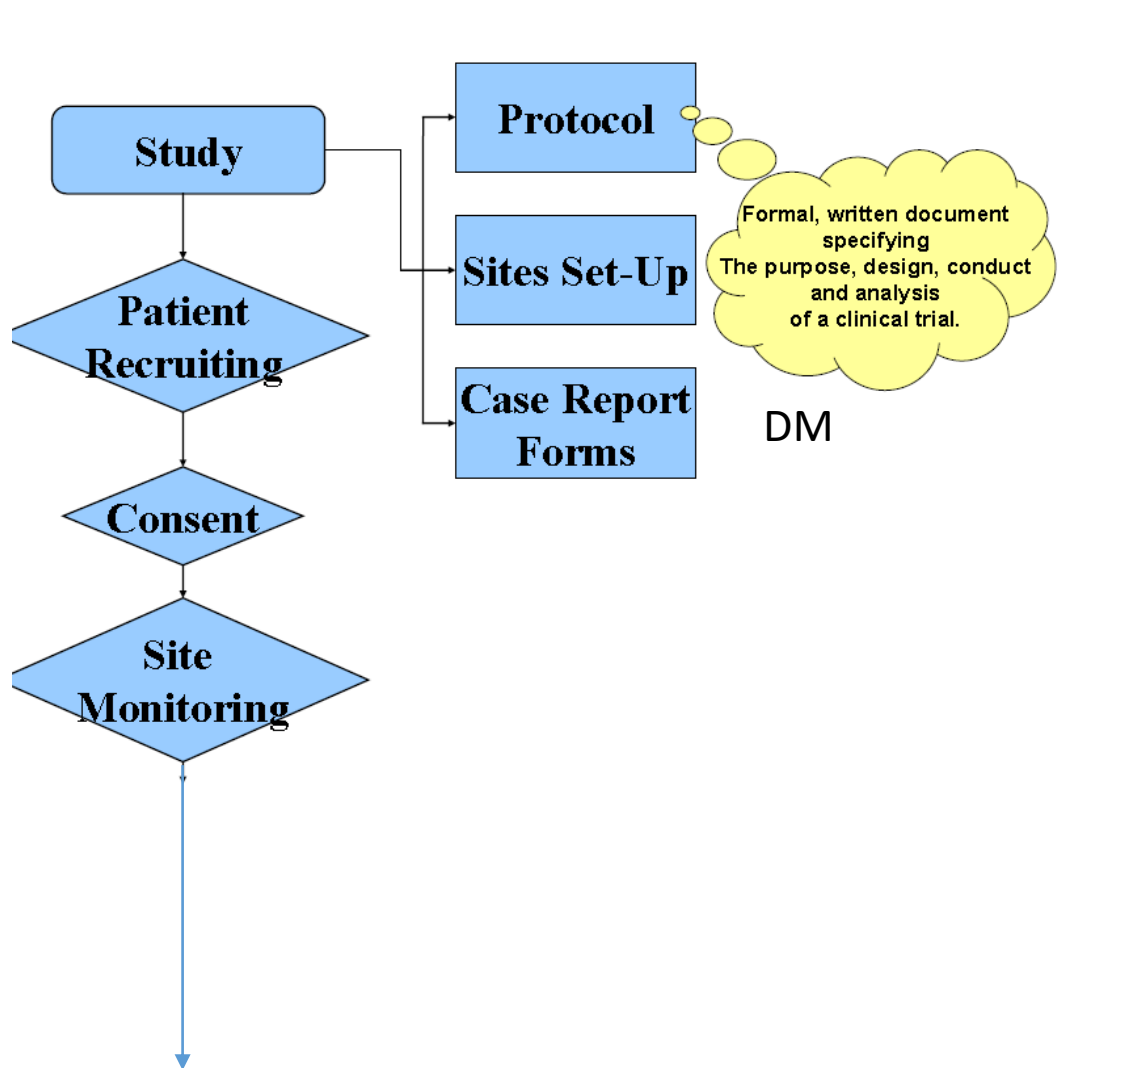 Study
Protocol
Formal, written document
specifying
The purpose, design, conduct
and analysis
of a clinical trial.
Sites Set-Up
Case Report
Forms
DM
Patient
Recruiting
Consent
Site
Monitoring